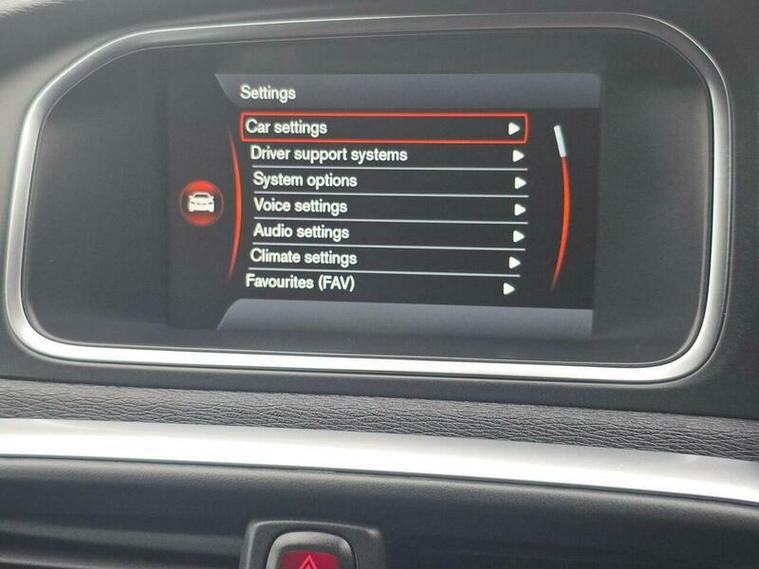 Settings
Car settings
Driver support systems
System options
Voice settings
Audio settings
Climate settings
Favourites (FAV)